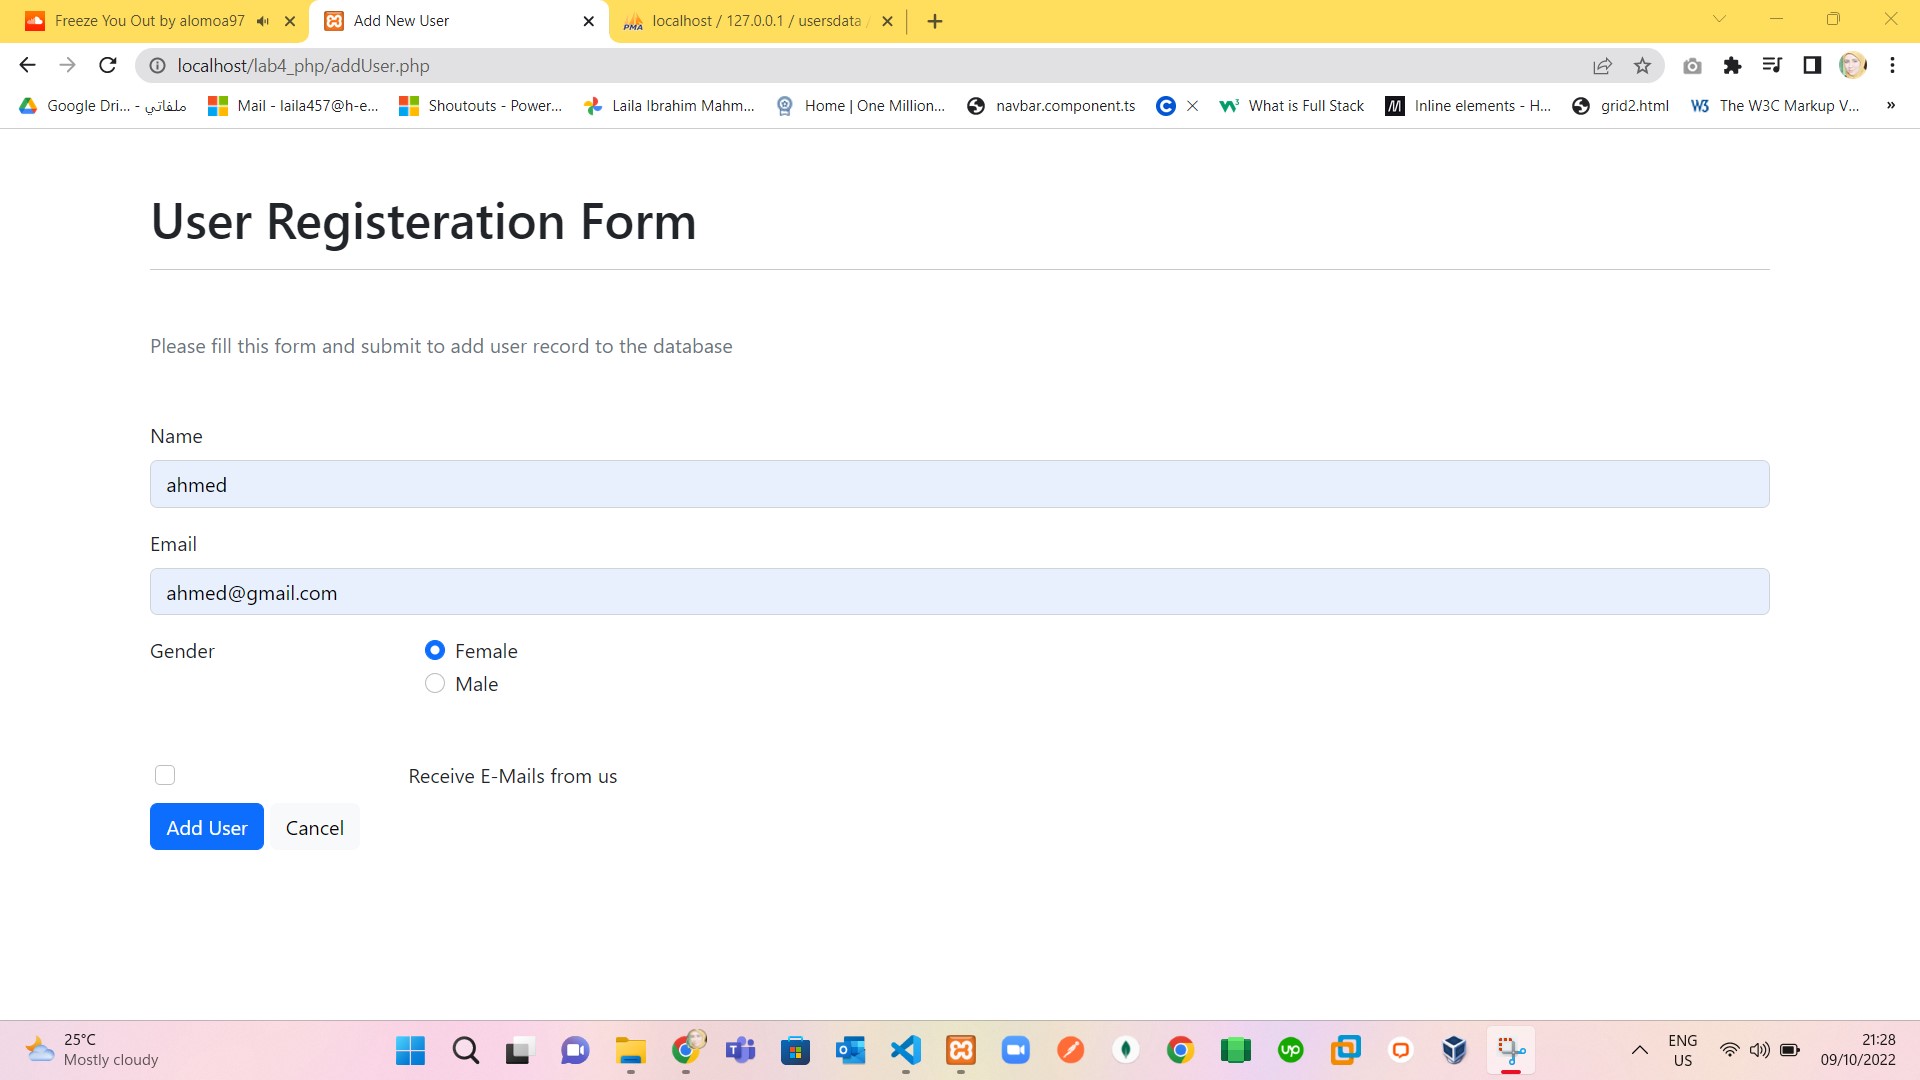 Freeze You Out by alomoa97
Add New User
localhost / 127.0.0.1 / usersdata /
localhost/lab4_php/addUser.php
Google Dri... - ملفاتي
Mail - laila457@h-e...
Shoutouts - Power...
Laila Ibrahim Mahm...
Home | One Million...
navbar.component.ts
What is Full Stack
Inline elements - H...
grid2.html
The W3C Markup V...
»
User Registeration Form
Please fill this form and submit to add user record to the database
Name
ahmed
Email
ahmed@gmail.com
Gender
Female
Male
Receive E-Mails from us
Add User
Cancel
25°C
Mostly cloudy
ENG
US
21:28
09/10/2022